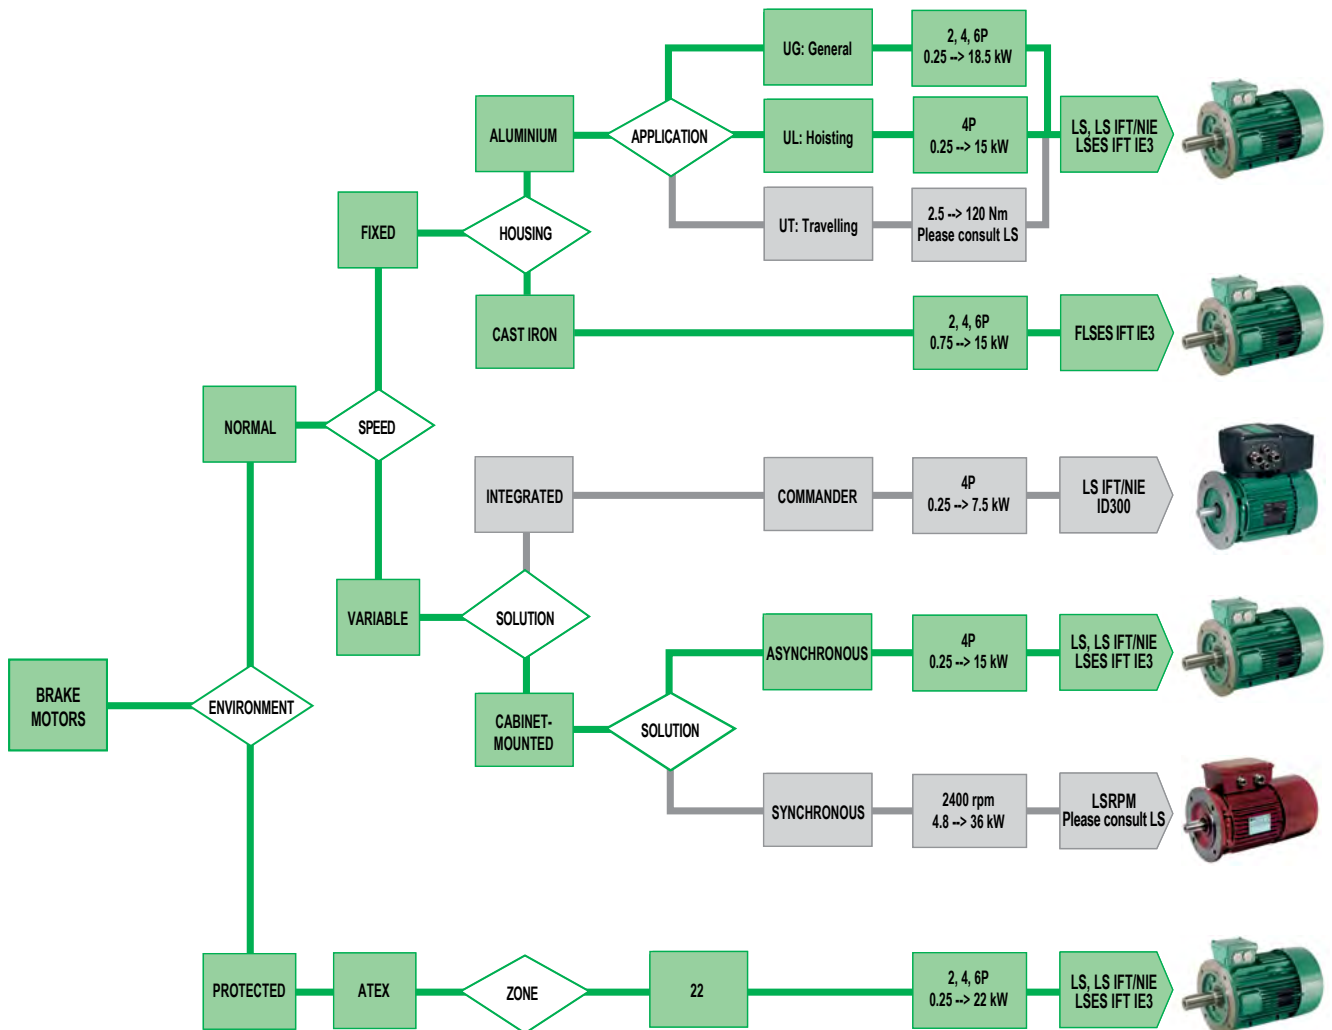 UG: General
2, 4, 6P
0.25 --> 18.5 kW
ALUMINIUM
APPLICATION
UL: Hoisting
4P
0.25 --> 15 kW
LS, LS IFT/NIE
LSES IFT IE3
FIXED
HOUSING
UT: Travelling
2.5 --> 120 Nm
Please consult LS
CAST IRON
2, 4, 6P
0.75 --> 15 kW
FLSES IFT IE3
NORMAL
SPEED
INTEGRATED
COMMANDER
4P
0.25 --> 7.5 kW
LS IFT/NIE
ID300
VARIABLE
SOLUTION
ASYNCHRONOUS
4P
0.25 --> 15 kW
LS, LS IFT/NIE
LSES IFT IE3
BRAKE
MOTORS
ENVIRONMENT
CABINET-
MOUNTED
SOLUTION
SYNCHRONOUS
2400 rpm
4.8 --> 36 kW
LSRPM
Please consult LS
PROTECTED
ATEX
ZONE
22
2, 4, 6P
0.25 --> 22 kW
LS, LS IFT/NIE
LSES IFT IE3